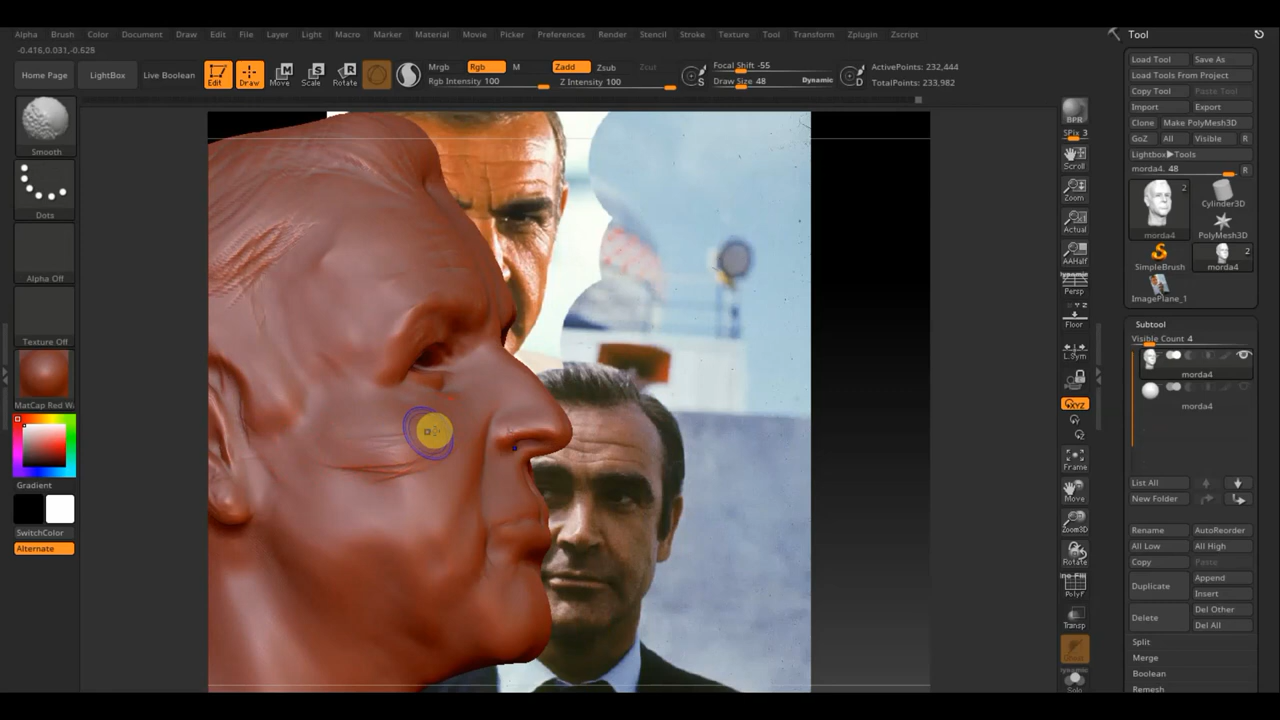 Alpha Brush Color Document Draw Edit File Layer Light Macro Marker Material Movie Picker Preferences Render Stencil Stroke Texture Tool Transform Zplugin Zscript
Tool
-0.416,0.031,-0.628
Home Page
LightBox
Live Boolean
Edit
Draw
Move
Scale
Rotate
Mrgb Rgb M
Rgb Intensity 100
Zadd Zsub Zcut
Z Intensity 100
S
Focal Shift -55
Draw Size 48 Dynamic
D
ActivePoints: 232,444
TotalPoints: 233,982
Smooth
Dots
Alpha Off
Texture Off
Gradient
SwitchColor
Alternate
BPR
SPix 3
Scroll
Zoom
Actual
AAHalf
Persp
Floor
L.Sym
XYZ
Y
Z
Frame
Move
Zoom3D
Rotate
PolyF
Transp
Solo
Load Tool Save As
Load Tools From Project
Copy Tool Paste Tool
Import Export
Clone Make PolyMesh3D
GoZ All Visible R
Lightbox▶Tools
morda4. 48 R
2
Cylinder3D
morda4
PolyMesh3D
2
SimpleBrush
morda4
ImagePlane_1
Subtool
Visible Count 4
morda4
morda4
List All
New Folder
Rename AutoReorder
All Low All High
Copy Paste
Duplicate Append
Insert
Delete Del Other
Del All
Split
Merge
Boolean
Remesh